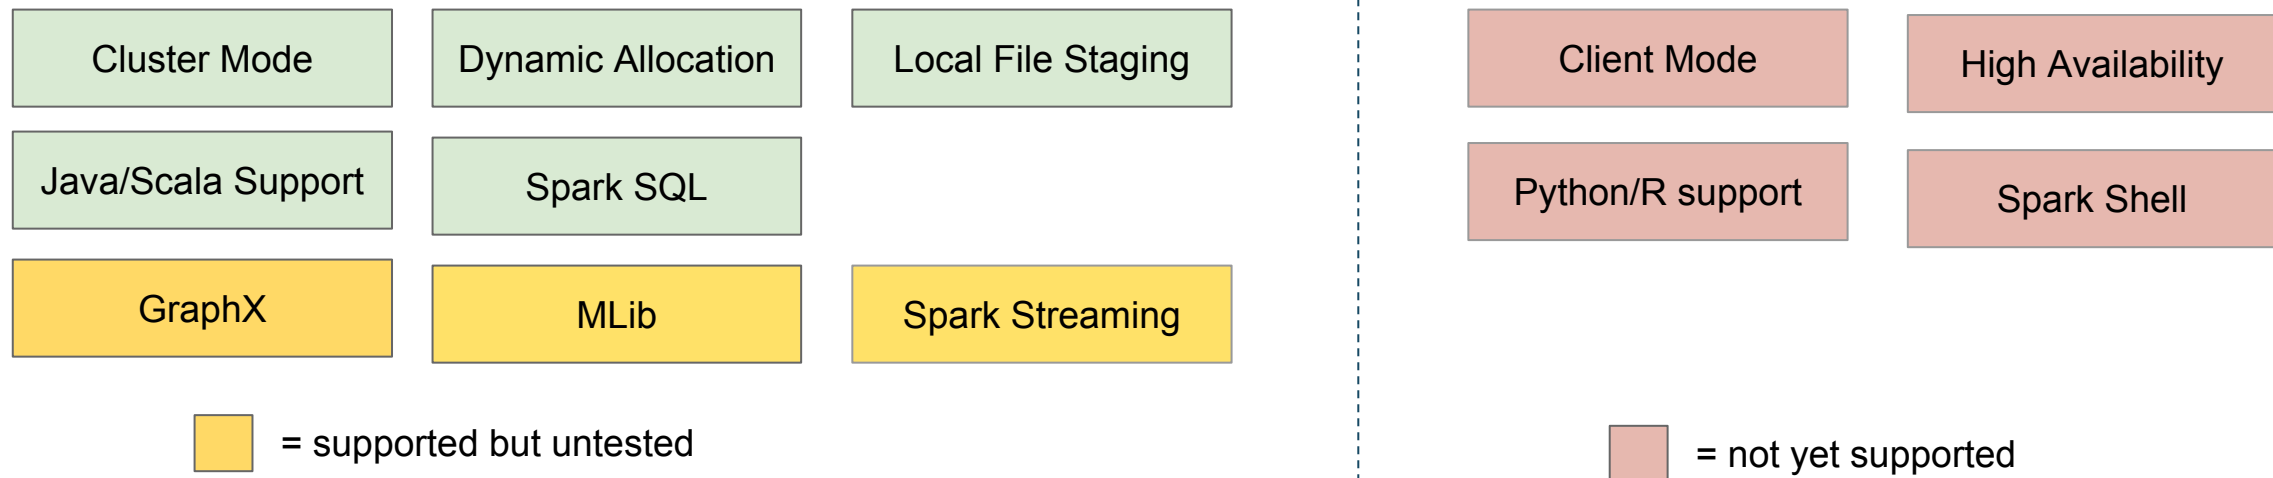 Cluster Mode
Dynamic Allocation
Local File Staging
Java/Scala Support
Spark SQL
GraphX
MLib
Spark Streaming
= supported but untested
Client Mode
High Availability
Python/R support
Spark Shell
= not yet supported